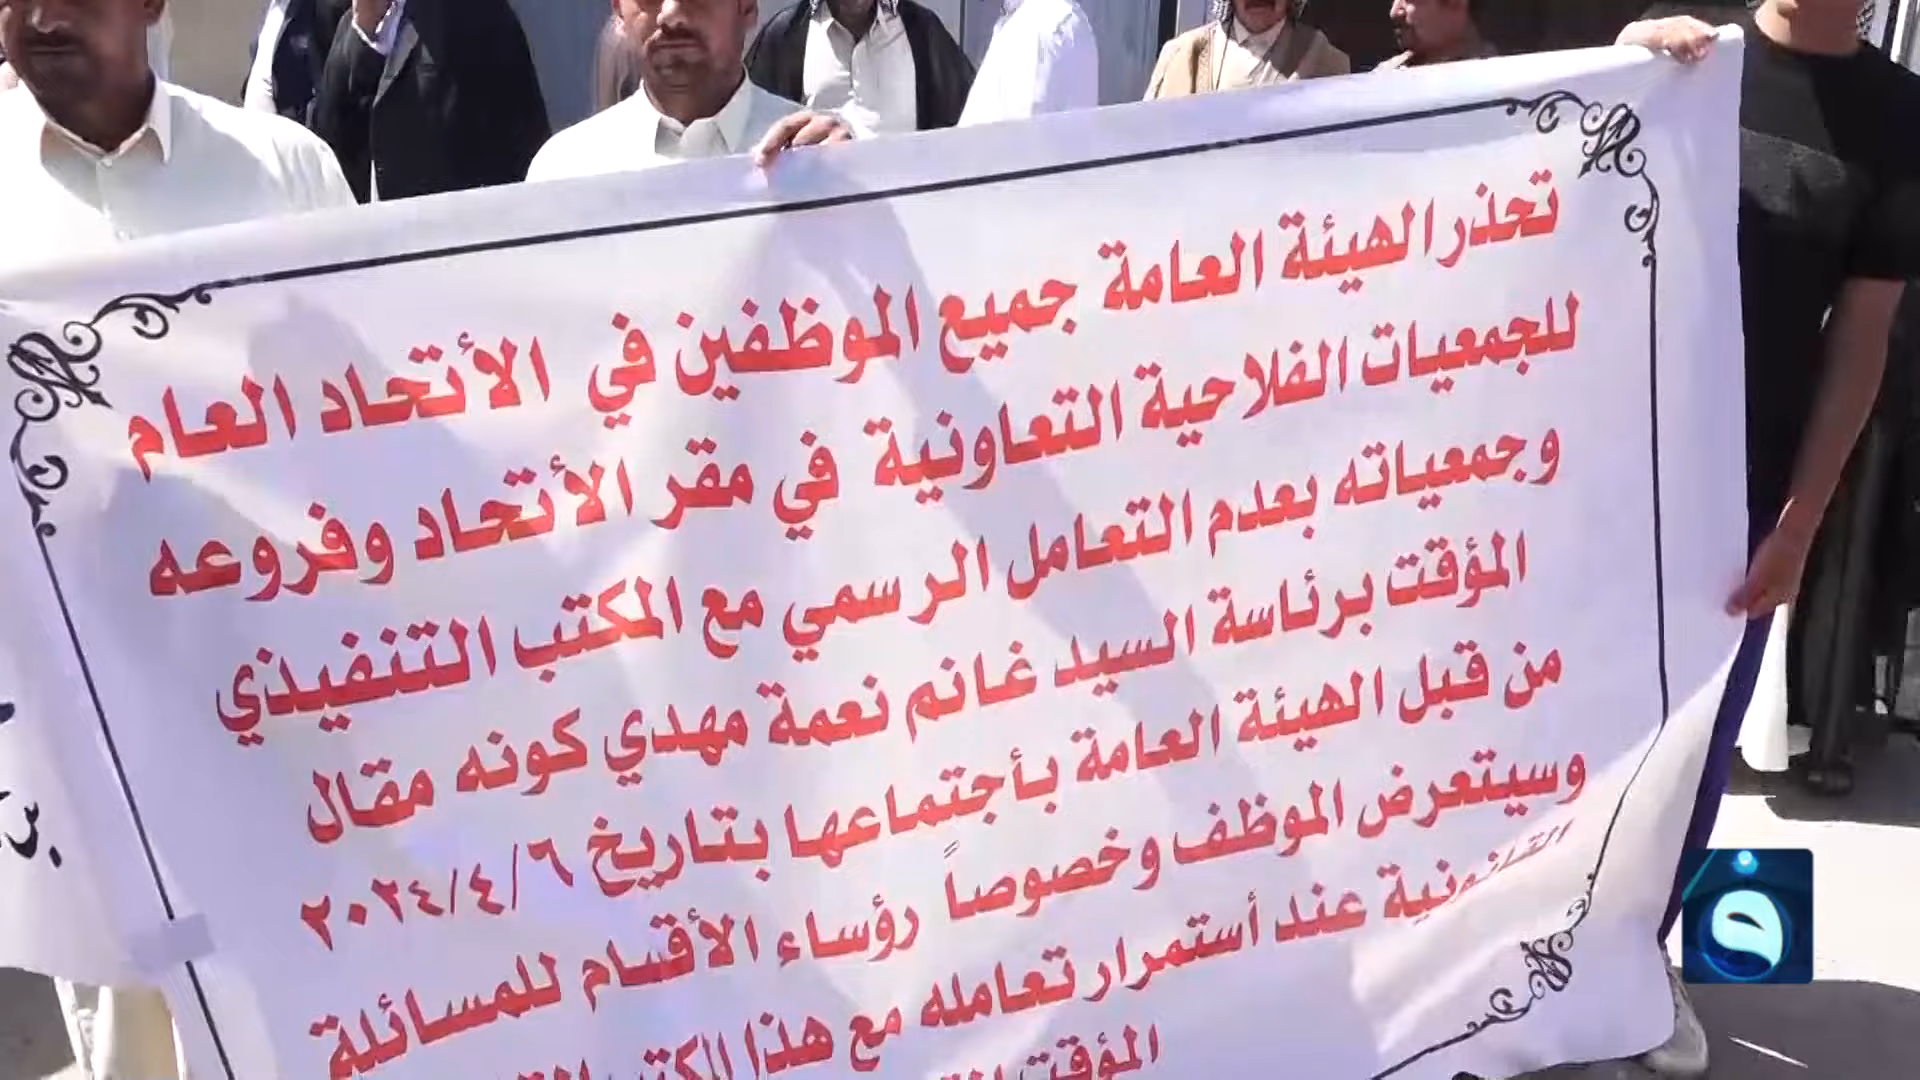 تحذر الهيئة العامة جميع الموظفين في الأتحاد العام
للجمعيات الفلاحية التعاونية في مقر الأتحاد وفروعه
وجمعياته بعدم التعامل الرسمي مع المكتب التنفيذي
المؤقت برئاسة السيد غانم نعمة مهدي كونه مقال
من قبل الهيئة العامة بأجتماعها بتاريخ ٢٠٢٤/٤/٦
وسيتعرض الموظف وخصوصاً رؤساء الأقسام للمسائلة
القانونية عند أستمرار تعامله مع هذا المكتب
المؤقت